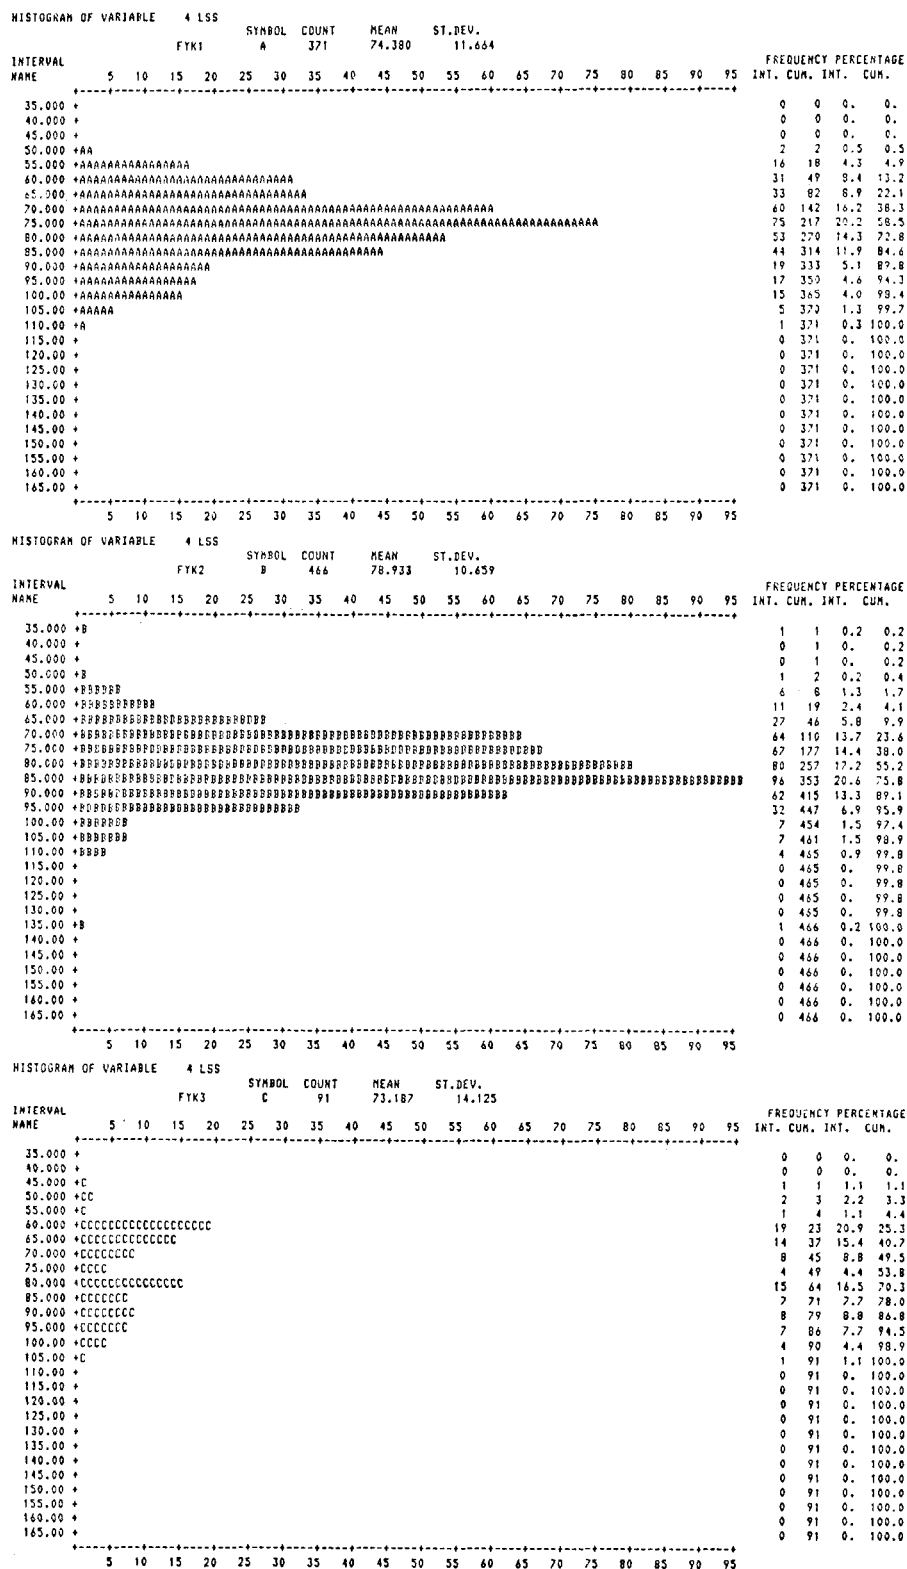 HISTOGRAM OF VARIABLE 4 LSS
SYMBOL COUNT MEAN ST.DEV.
FYK1 A 371 74.380 11.664
INTERVAL FREQUENCY PERCENTAGE
NAME 5 10 15 20 25 30 35 40 45 50 55 60 65 70 75 80 85 90 95 INT. CUM. INT. CUM.
35.000 + 0 0 0. 0.
40.000 + 0 0 0. 0.
45.000 + 0 0 0. 0.
50.000 +AA 2 2 0.5 0.5
55.000 +AAAAAAAAAAAAAAAA 16 18 4.3 4.9
60.000 +AAAAAAAAAAAAAAAAAAAAAAAAAAAAAAA 31 49 8.4 13.2
65.000 +AAAAAAAAAAAAAAAAAAAAAAAAAAAAAAAAA 33 82 8.9 22.1
70.000 +AAAAAAAAAAAAAAAAAAAAAAAAAAAAAAAAAAAAAAAAAAAAAAAAAAAAAAAAAAAA 60 142 16.2 38.3
75.000 +AAAAAAAAAAAAAAAAAAAAAAAAAAAAAAAAAAAAAAAAAAAAAAAAAAAAAAAAAAAAAAAAAAAAAAAAAAA 75 217 20.2 58.5
80.000 +AAAAAAAAAAAAAAAAAAAAAAAAAAAAAAAAAAAAAAAAAAAAAAAAAAAAA 53 270 14.3 72.8
85.000 +AAAAAAAAAAAAAAAAAAAAAAAAAAAAAAAAAAAAAAAAAAAA 44 314 11.9 84.6
90.000 +AAAAAAAAAAAAAAAAAAA 19 333 5.1 89.8
95.000 +AAAAAAAAAAAAAAAAA 17 350 4.6 94.3
100.00 +AAAAAAAAAAAAAAA 15 365 4.0 98.4
105.00 +AAAAA 5 370 1.3 99.7
110.00 +A 1 371 0.3 100.0
115.00 + 0 371 0. 100.0
120.00 + 0 371 0. 100.0
125.00 + 0 371 0. 100.0
130.00 + 0 371 0. 100.0
135.00 + 0 371 0. 100.0
140.00 + 0 371 0. 100.0
145.00 + 0 371 0. 100.0
150.00 + 0 371 0. 100.0
155.00 + 0 371 0. 100.0
160.00 + 0 371 0. 100.0
165.00 + 0 371 0. 100.0
5 10 15 20 25 30 35 40 45 50 55 60 65 70 75 80 85 90 95
HISTOGRAM OF VARIABLE 4 LSS
SYMBOL COUNT MEAN ST.DEV.
FYK2 B 466 78.933 10.659
INTERVAL FREQUENCY PERCENTAGE
NAME 5 10 15 20 25 30 35 40 45 50 55 60 65 70 75 80 85 90 95 INT. CUM. INT. CUM.
35.000 +B 1 1 0.2 0.2
40.000 + 0 1 0. 0.2
45.000 + 0 1 0. 0.2
50.000 +B 1 2 0.2 0.4
55.000 +BBBBBB 6 8 1.3 1.7
60.000 +BBBBBBBBBBB 11 19 2.4 4.1
65.000 +BBBBBBBBBBBBBBBBBBBBBBBBBBB 27 46 5.8 9.9
70.000 +BBBBBBBBBBBBBBBBBBBBBBBBBBBBBBBBBBBBBBBBBBBBBBBBBBBBBBBBBBBBBBBB 64 110 13.7 23.6
75.000 +BBBBBBBBBBBBBBBBBBBBBBBBBBBBBBBBBBBBBBBBBBBBBBBBBBBBBBBBBBBBBBBBBBB 67 177 14.4 38.0
80.000 +BBBBBBBBBBBBBBBBBBBBBBBBBBBBBBBBBBBBBBBBBBBBBBBBBBBBBBBBBBBBBBBBBBBBBBBBBBBBBBBB 80 257 17.2 55.2
85.000 +BBBBBBBBBBBBBBBBBBBBBBBBBBBBBBBBBBBBBBBBBBBBBBBBBBBBBBBBBBBBBBBBBBBBBBBBBBBBBBBBBBBBBBBBBBBBBBBB 96 353 20.6 75.8
90.000 +BBBBBBBBBBBBBBBBBBBBBBBBBBBBBBBBBBBBBBBBBBBBBBBBBBBBBBBBBBBBBB 62 415 13.3 89.1
95.000 +BBBBBBBBBBBBBBBBBBBBBBBBBBBBBBBB 32 447 6.9 95.9
100.00 +BBBBBBB 7 454 1.5 97.4
105.00 +BBBBBBB 7 461 1.5 98.9
110.00 +BBBB 4 465 0.9 99.8
115.00 + 0 465 0. 99.8
120.00 + 0 465 0. 99.8
125.00 + 0 465 0. 99.8
130.00 + 0 465 0. 99.8
135.00 +B 1 466 0.2 100.0
140.00 + 0 466 0. 100.0
145.00 + 0 466 0. 100.0
150.00 + 0 466 0. 100.0
155.00 + 0 466 0. 100.0
160.00 + 0 466 0. 100.0
165.00 + 0 466 0. 100.0
5 10 15 20 25 30 35 40 45 50 55 60 65 70 75 80 85 90 95
HISTOGRAM OF VARIABLE 4 LSS
SYMBOL COUNT MEAN ST.DEV.
FYK3 C 91 73.187 14.125
INTERVAL FREQUENCY PERCENTAGE
NAME 5 10 15 20 25 30 35 40 45 50 55 60 65 70 75 80 85 90 95 INT. CUM. INT. CUM.
35.000 + 0 0 0. 0.
40.000 + 0 0 0. 0.
45.000 +C 1 1 1.1 1.1
50.000 +CC 2 3 2.2 3.3
55.000 +C 1 4 1.1 4.4
60.000 +CCCCCCCCCCCCCCCCCCC 19 23 20.9 25.3
65.000 +CCCCCCCCCCCCCC 14 37 15.4 40.7
70.000 +CCCCCCCC 8 45 8.8 49.5
75.000 +CCCC 4 49 4.4 53.8
80.000 +CCCCCCCCCCCCCCC 15 64 16.5 70.3
85.000 +CCCCCCC 7 71 7.7 78.0
90.000 +CCCCCCCC 8 79 8.8 86.8
95.000 +CCCCCCC 7 86 7.7 94.5
100.00 +CCCC 4 90 4.4 98.9
105.00 +C 1 91 1.1 100.0
110.00 + 0 91 0. 100.0
115.00 + 0 91 0. 100.0
120.00 + 0 91 0. 100.0
125.00 + 0 91 0. 100.0
130.00 + 0 91 0. 100.0
135.00 + 0 91 0. 100.0
140.00 + 0 91 0. 100.0
145.00 + 0 91 0. 100.0
150.00 + 0 91 0. 100.0
155.00 + 0 91 0. 100.0
160.00 + 0 91 0. 100.0
165.00 + 0 91 0. 100.0
5 10 15 20 25 30 35 40 45 50 55 60 65 70 75 80 85 90 95